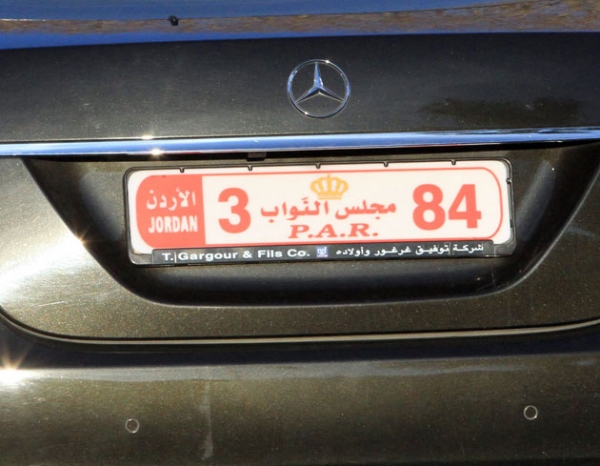 الأردن
JORDAN
3 مجلس النّواب 84
P.A.R.
T. Gargour & Fils Co. شركة توفيق غرغور وأولاده